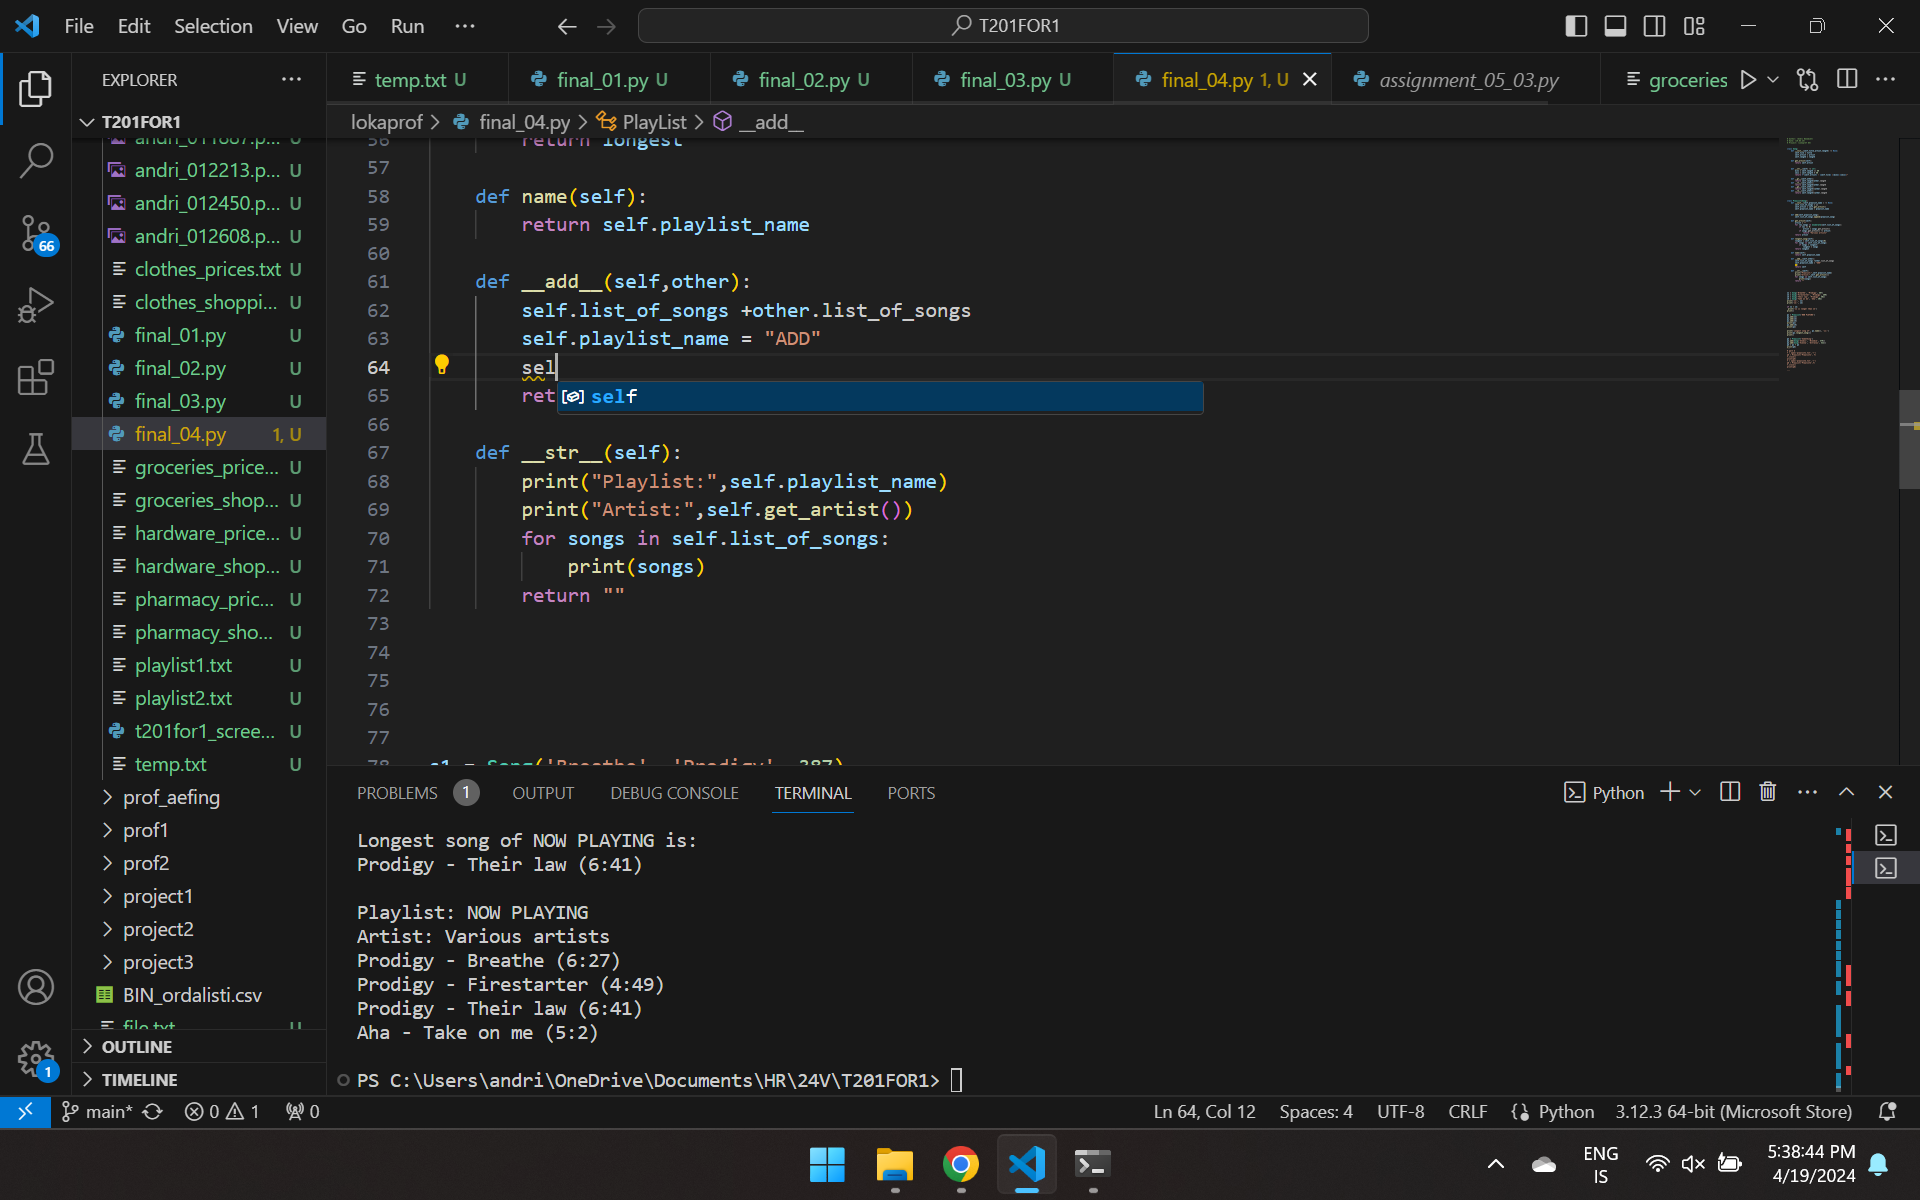 File Edit Selection View Go Run ···
T201FOR1
EXPLORER
temp.txt U
final_01.py U
final_02.py U
final_03.py U
final_04.py 1, U
assignment_05_03.py
groceries
T201FOR1
lokaprof > final_04.py > PlayList > __add__
andri_011887.p... U
andri_012213.p... U
andri_012450.p... U
andri_012608.p... U
clothes_prices.txt U
clothes_shoppi... U
final_01.py U
final_02.py U
final_03.py U
final_04.py 1, U
groceries_price... U
groceries_shop... U
hardware_price... U
hardware_shop... U
pharmacy_pric... U
pharmacy_sho... U
playlist1.txt U
playlist2.txt U
t201for1_scree... U
temp.txt U
prof_aefing
prof1
prof2
project1
project2
project3
BIN_ordalisti.csv
file.txt U
OUTLINE
TIMELINE
66
1
56 return longest
57
58 def name(self):
59 return self.playlist_name
60
61 def __add__(self,other):
62 self.list_of_songs +other.list_of_songs
63 self.playlist_name = "ADD"
64 sel
65 ret
self
66
67 def __str__(self):
68 print("Playlist:",self.playlist_name)
69 print("Artist:",self.get_artist())
70 for songs in self.list_of_songs:
71 print(songs)
72 return ""
73
74
75
76
77
78 s1 = Song('Breathe', 'Prodigy', 387)
PROBLEMS 1 OUTPUT DEBUG CONSOLE TERMINAL PORTS
Python
Longest song of NOW PLAYING is:
Prodigy - Their law (6:41)
Playlist: NOW PLAYING
Artist: Various artists
Prodigy - Breathe (6:27)
Prodigy - Firestarter (4:49)
Prodigy - Their law (6:41)
Aha - Take on me (5:2)
PS C:\Users\andri\OneDrive\Documents\HR\24V\T201FOR1>
main* 0 1 0
Ln 64, Col 12 Spaces: 4 UTF-8 CRLF Python 3.12.3 64-bit (Microsoft Store)
ENG
IS
5:38:44 PM
4/19/2024